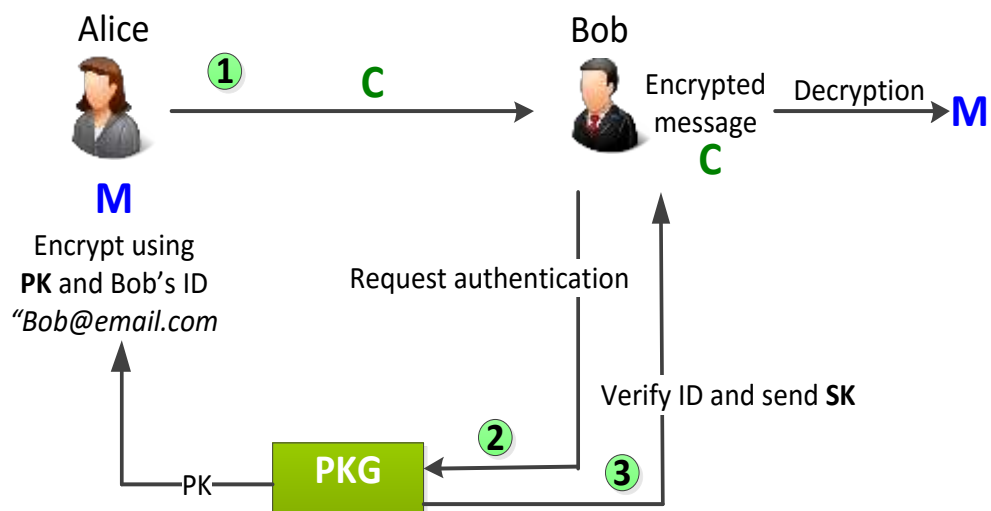 Alice
Bob
1
C
Encrypted
message
C
Decryption
M
M
Encrypt using
PK and Bob's ID
“Bob@email.com
Request authentication
Verify ID and send SK
2
3
PKG
PK